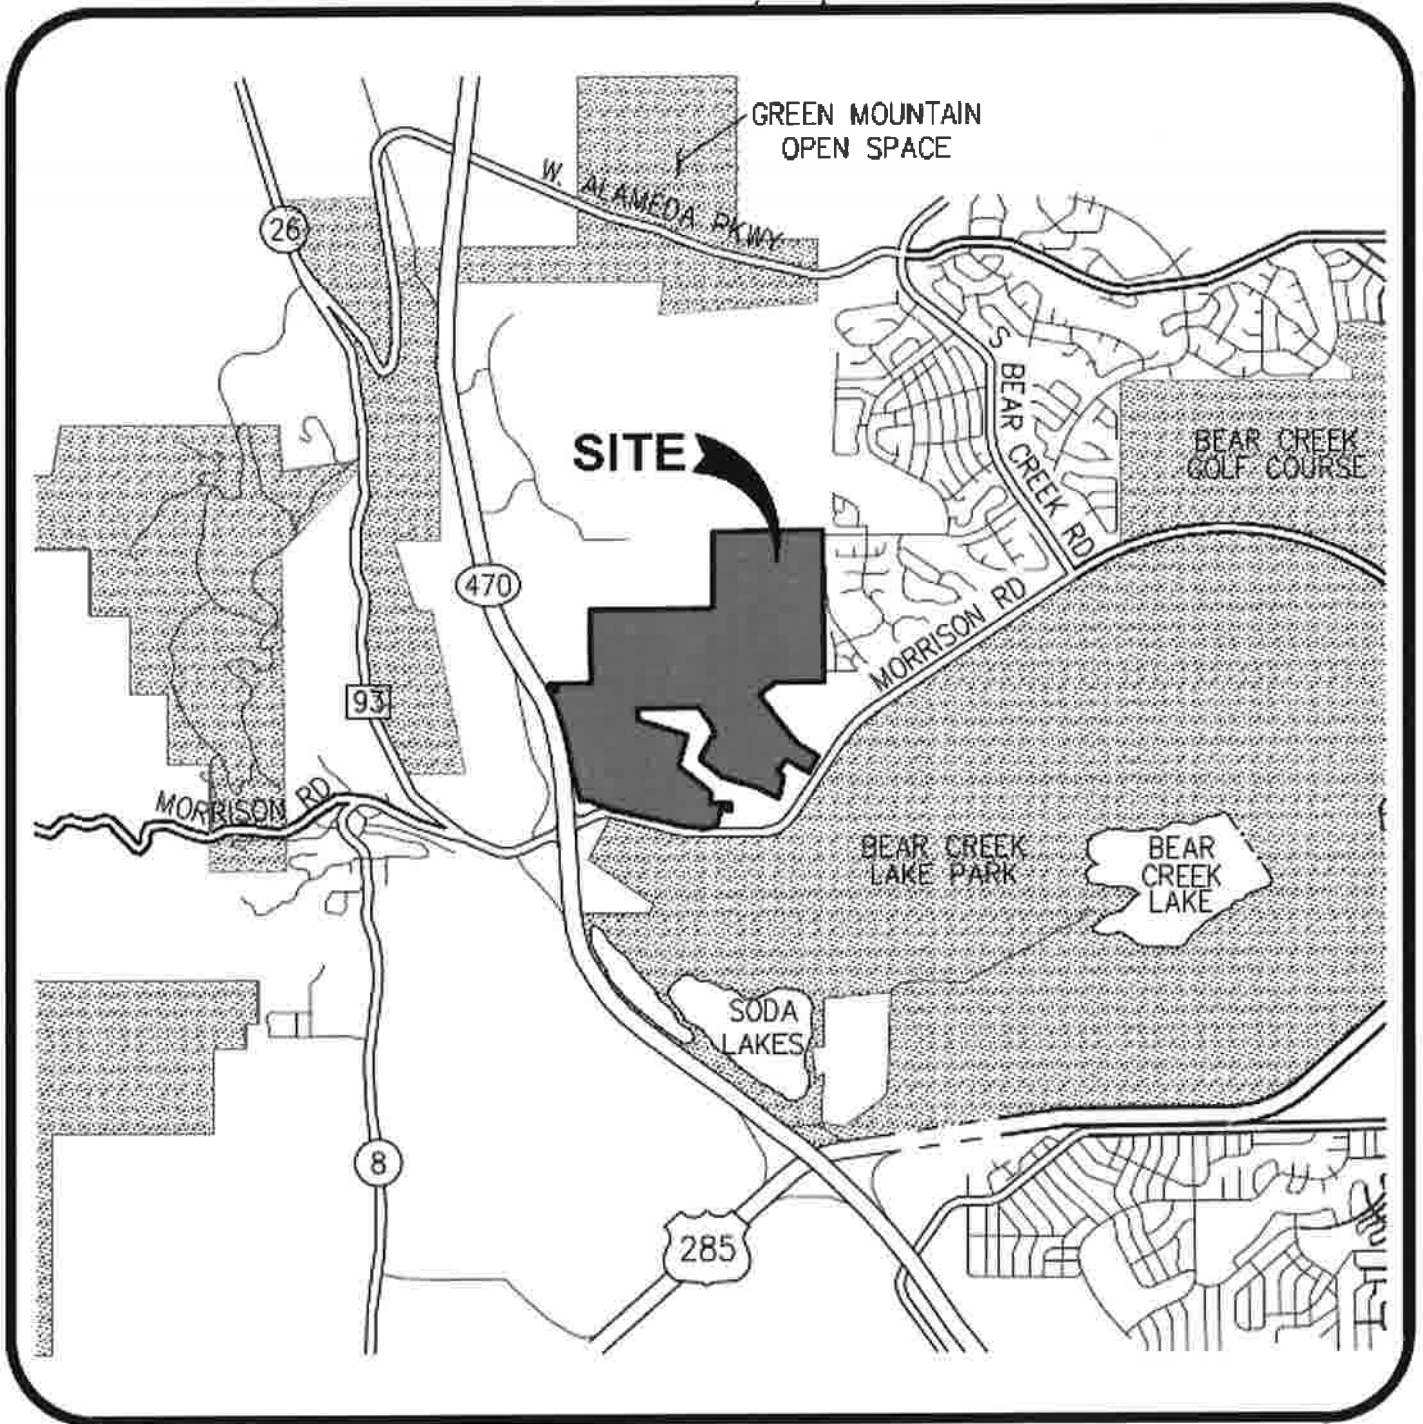 GREEN MOUNTAIN
OPEN SPACE
W. ALAMEDA PKWY
26
S BEAR CREEK RD
BEAR CREEK
GOLF COURSE
SITE
470
MORRISON RD
93
MORRISON RD
BEAR CREEK
LAKE PARK
BEAR
CREEK
LAKE
SODA
LAKES
8
285